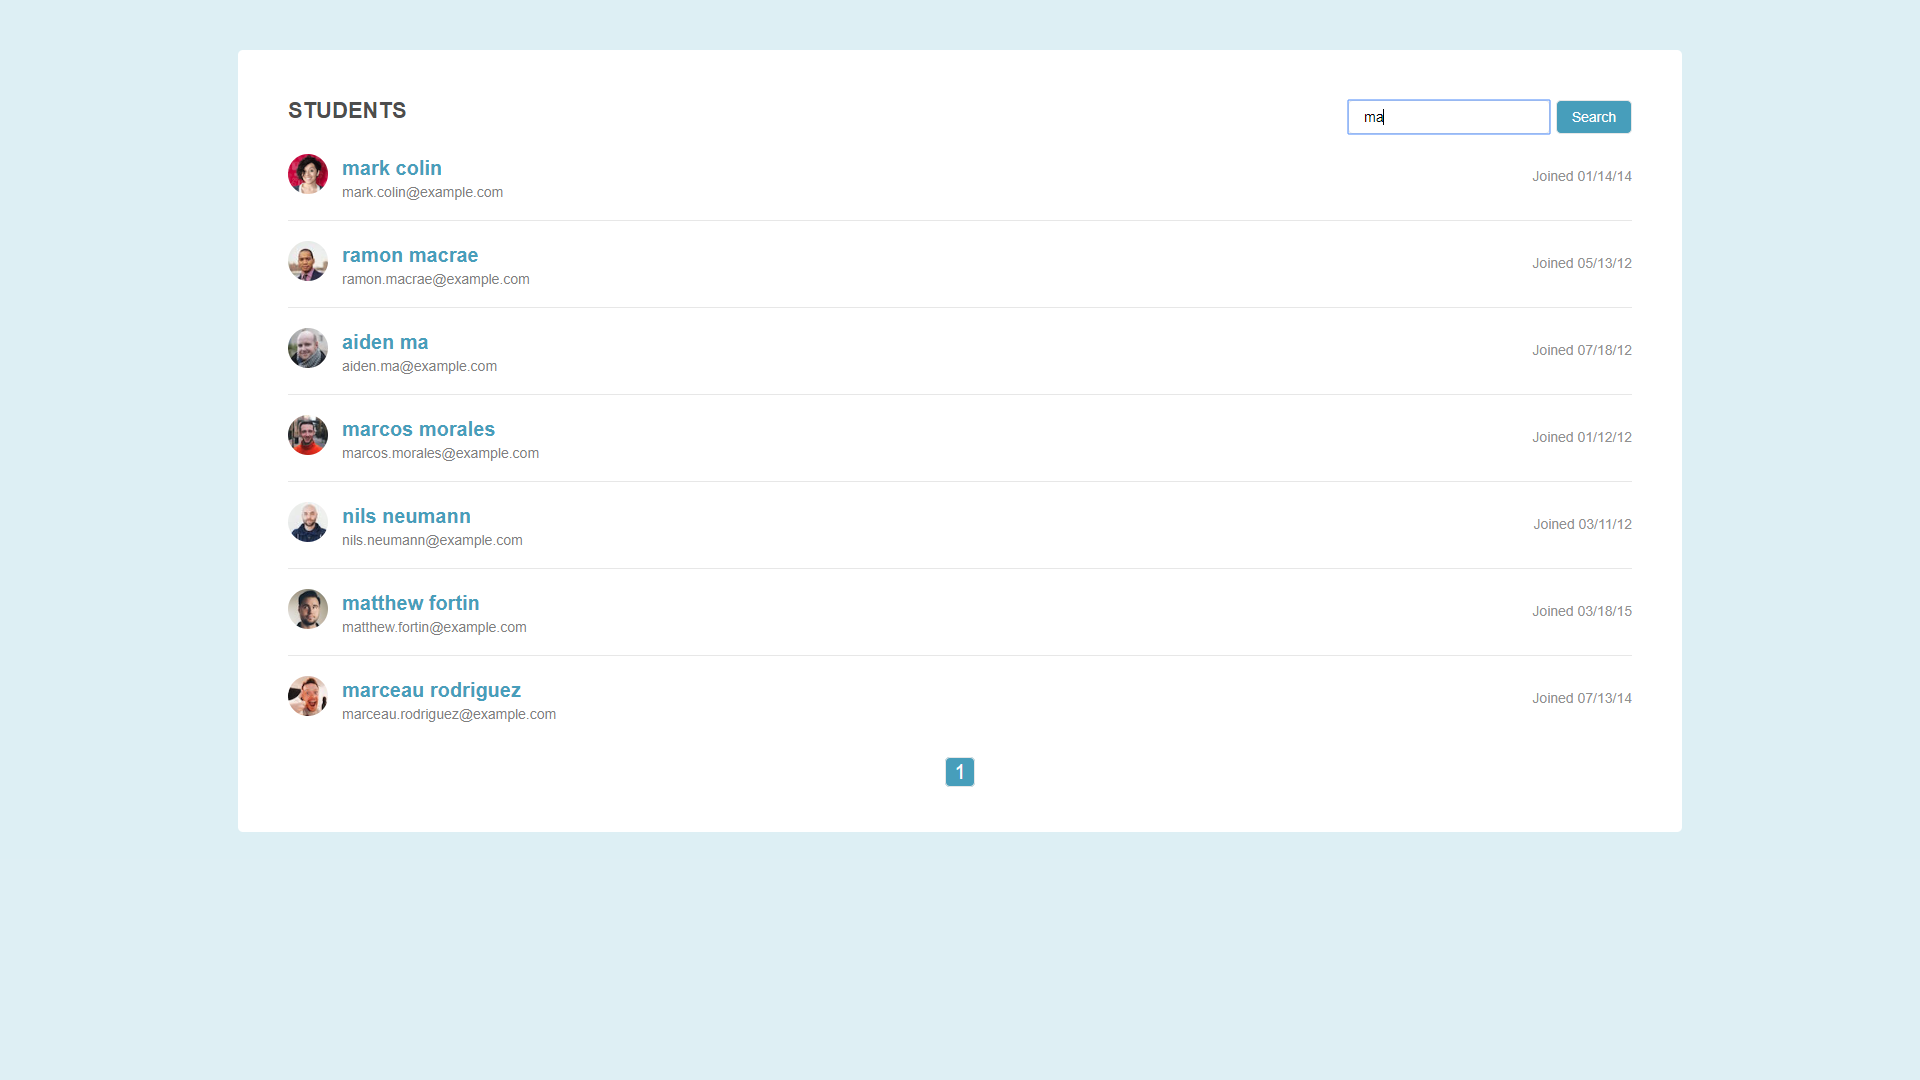 STUDENTS
ma
Search
mark colin
mark.colin@example.com
Joined 01/14/14
ramon macrae
ramon.macrae@example.com
Joined 05/13/12
aiden ma
aiden.ma@example.com
Joined 07/18/12
marcos morales
marcos.morales@example.com
Joined 01/12/12
nils neumann
nils.neumann@example.com
Joined 03/11/12
matthew fortin
matthew.fortin@example.com
Joined 03/18/15
marceau rodriguez
marceau.rodriguez@example.com
Joined 07/13/14
1